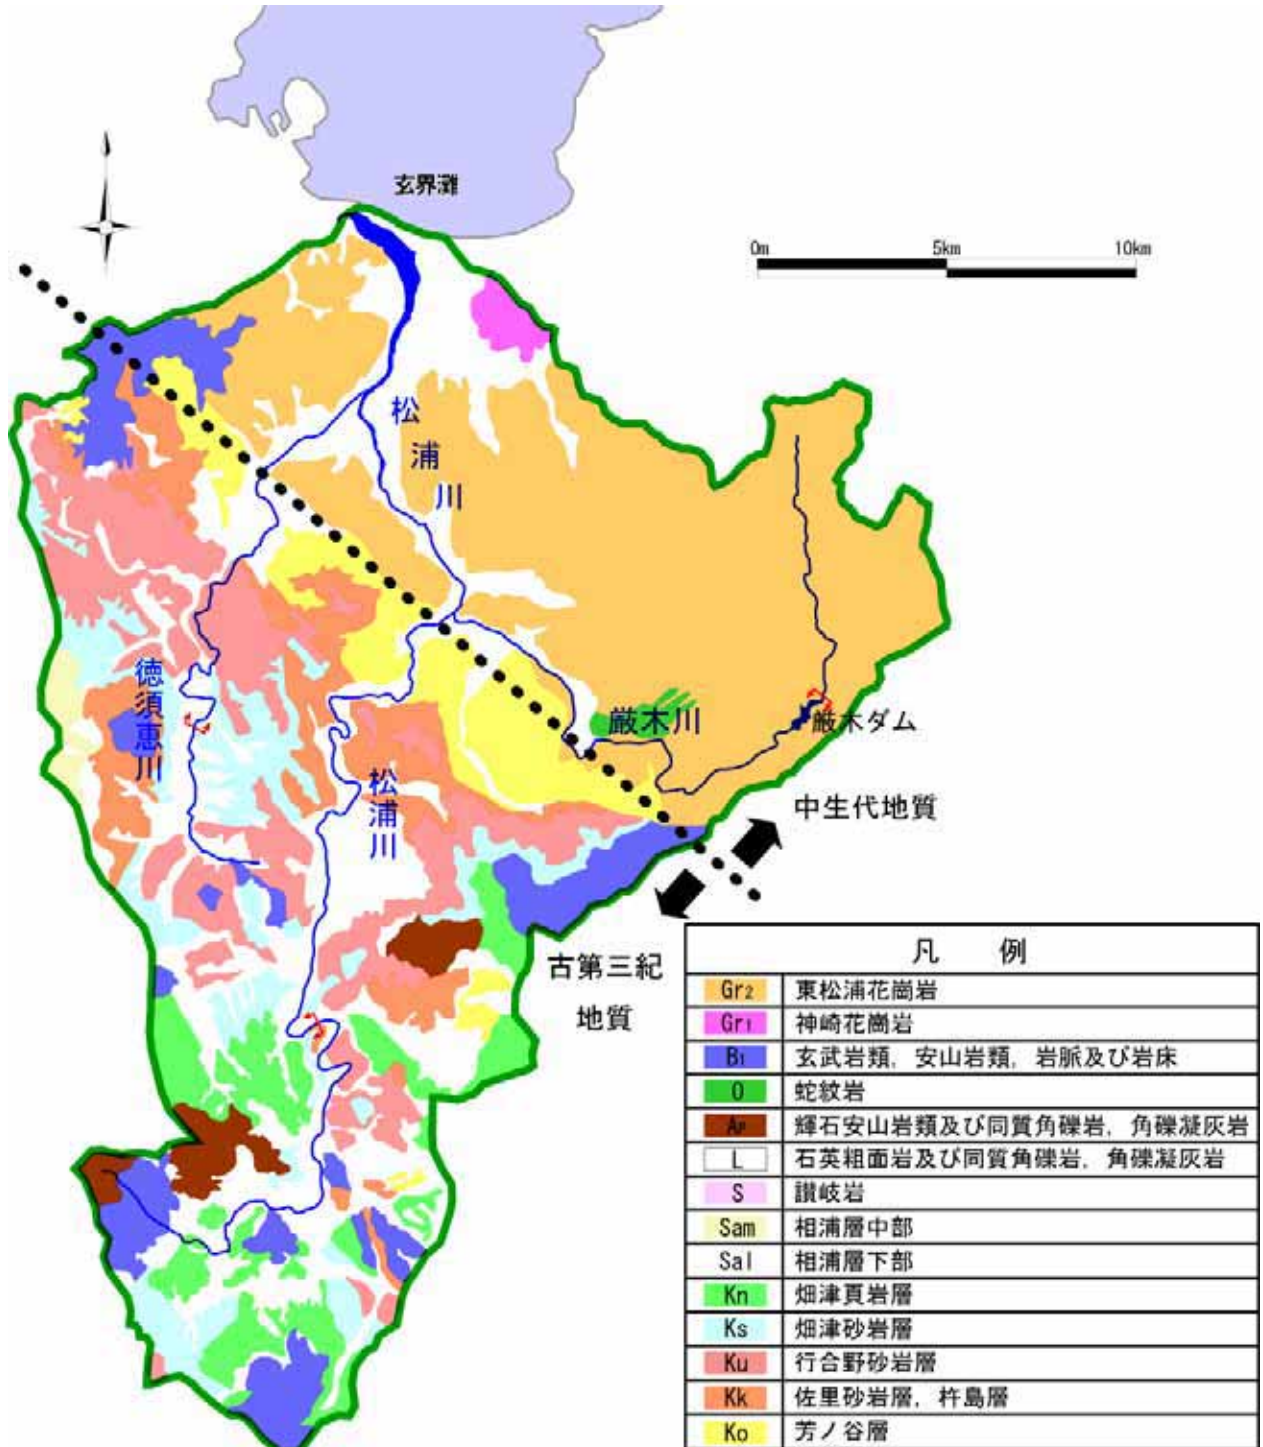 玄界灘
0m 5km 10km
松浦川
徳須恵川
厳木川
厳木ダム
松浦川
中生代地質
古第三紀
地質
凡 例
Gr₂ 東松浦花崗岩
Gr₁ 神崎花崗岩
B₁ 玄武岩類，安山岩類，岩脈及び岩床
O 蛇紋岩
Ap 輝石安山岩類及び同質角礫岩，角礫凝灰岩
L 石英粗面岩及び同質角礫岩，角礫凝灰岩
S 讃岐岩
Sam 相浦層中部
Sal 相浦層下部
Kn 畑津頁岩層
Ks 畑津砂岩層
Ku 行合野砂岩層
Kk 佐里砂岩層，杵島層
Ko 芳ノ谷層